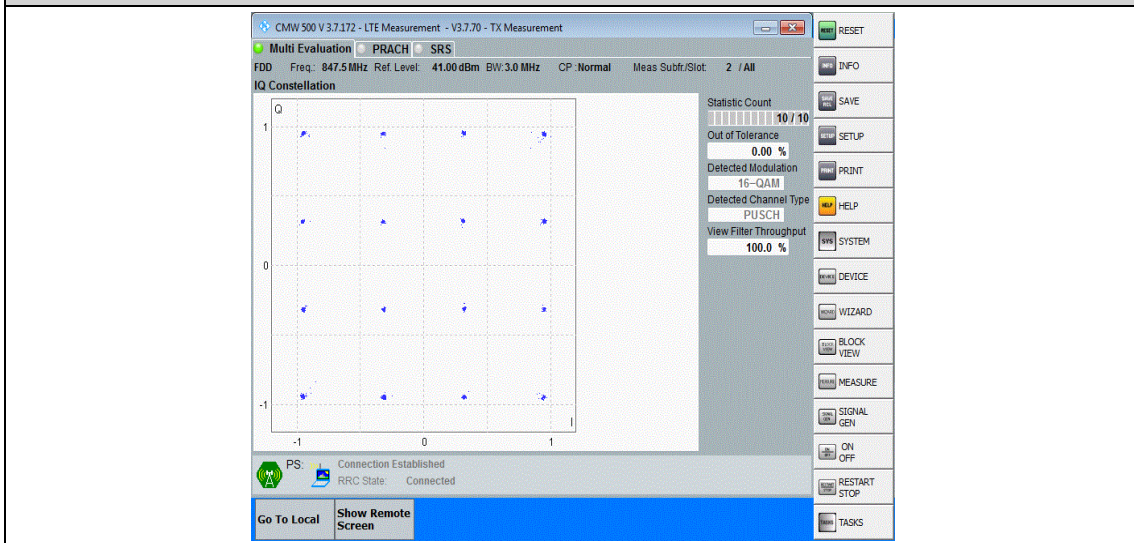 CMW 500 V 3.7.172 - LTE Measurement - V3.7.70 - TX Measurement
Multi Evaluation PRACH SRS
FDD Freq.: 847.5 MHz Ref. Level: 41.00 dBm BW: 3.0 MHz CP : Normal Meas Subfr./Slot: 2 / All
IQ Constellation
Q
1
0
-1
I
-1 0 1
Statistic Count
10 / 10
Out of Tolerance
0.00 %
Detected Modulation
16-QAM
Detected Channel Type
PUSCH
View Filter Throughput
100.0 %
PS:
Connection Established
RRC State: Connected
Go To Local
Show Remote
Screen
RESET
INFO
SAVE
SETUP
PRINT
HELP
SYS SYSTEM
DEVICE
WIZARD
BLOCK
VIEW
MEASURE
SIGNAL
GEN
ON
OFF
RESTART
STOP
TASKS